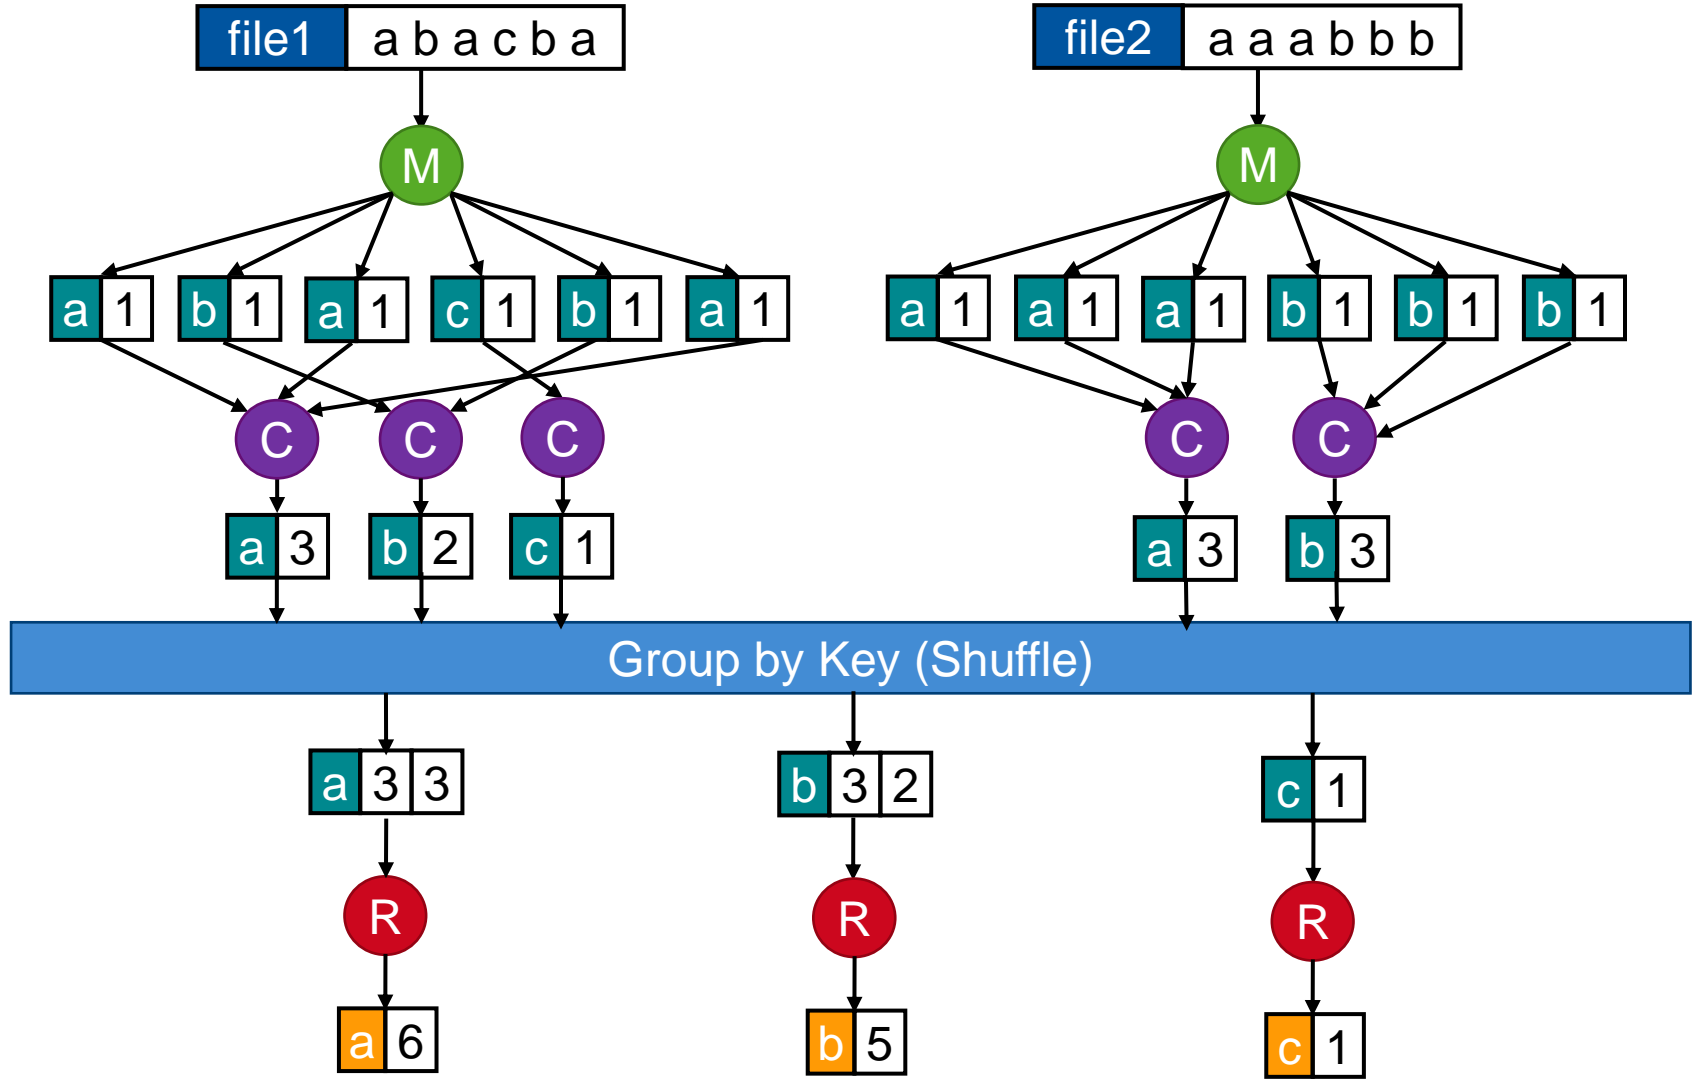 file1 a b a c b a file2 a a a b b b
M M
a 1 b 1 a 1 c 1 b 1 a 1 a 1 a 1 a 1 b 1 b 1 b 1
C C C C C
a 3 b 2 c 1 a 3 b 3
Group by Key (Shuffle)
a 3 3 b 3 2 c 1
R R R
a 6 b 5 c 1